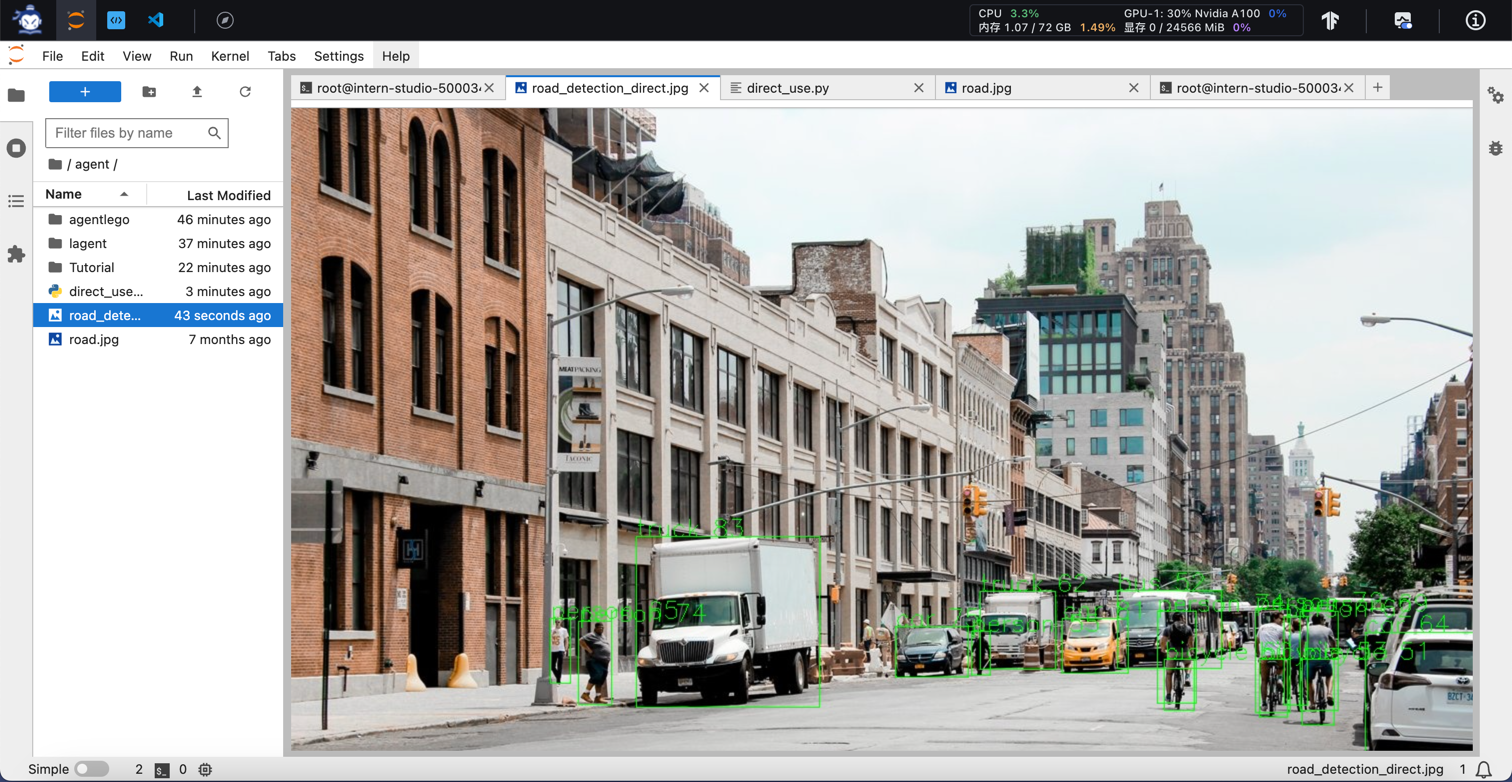 CPU 3.3% GPU-1: 30% Nvidia A100 0%
内存 1.07 / 72 GB 1.49% 显存 0 / 24566 MiB 0%
File Edit View Run Kernel Tabs Settings Help
root@intern-studio-50003 road_detection_direct.jpg direct_use.py road.jpg root@intern-studio-50003
Filter files by name
/ agent /
Name Last Modified
agentlego 46 minutes ago
lagent 37 minutes ago
Tutorial 22 minutes ago
direct_use... 3 minutes ago
road_dete... 43 seconds ago
road.jpg 7 months ago
MEATPACKING
TACONIC
H
truck 83
74
Simple 2 0 road_detection_direct.jpg 1